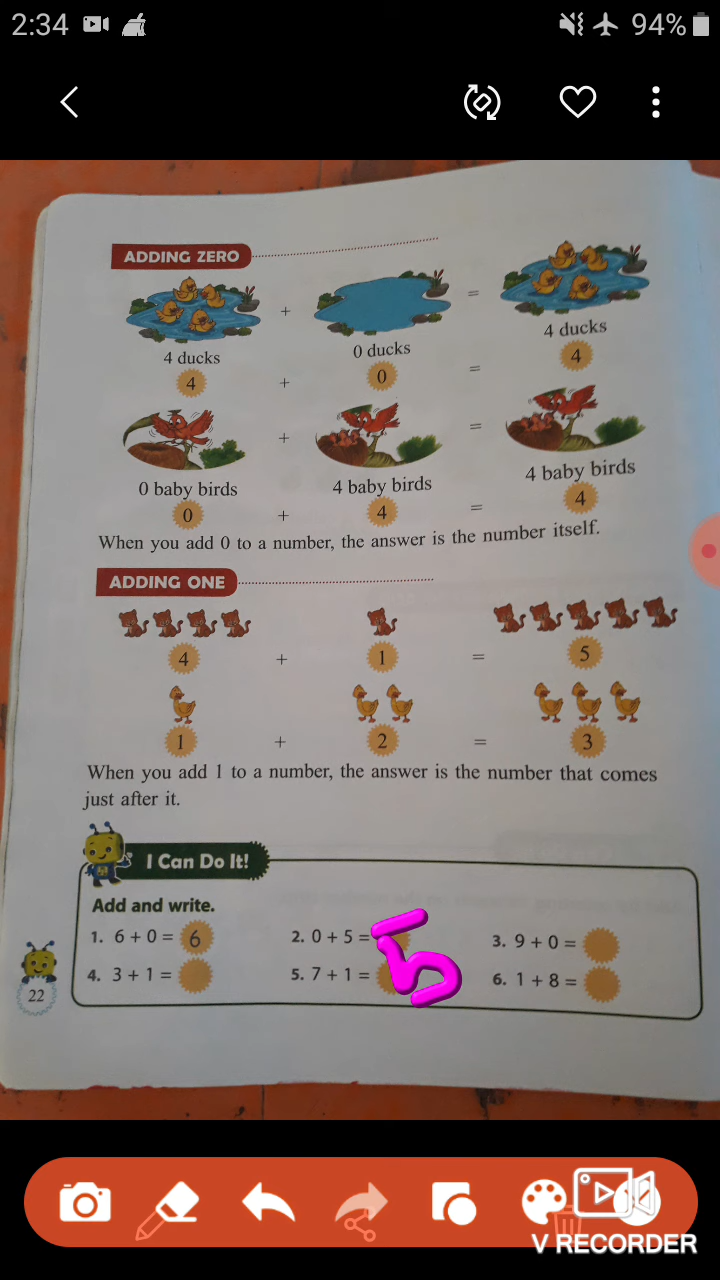 2:34 94%
ADDING ZERO
+ =
4 ducks 0 ducks 4 ducks
4 + 0 = 4
+ =
0 baby birds 4 baby birds 4 baby birds
0 + 4 = 4
When you add 0 to a number, the answer is the number itself.
ADDING ONE
4 + 1 = 5
1 + 2 = 3
When you add 1 to a number, the answer is the number that comes
just after it.
I Can Do It!
Add and write.
1. 6 + 0 = 6 2. 0 + 5 = 5 3. 9 + 0 =
4. 3 + 1 = 5. 7 + 1 = 6. 1 + 8 =
22
V RECORDER